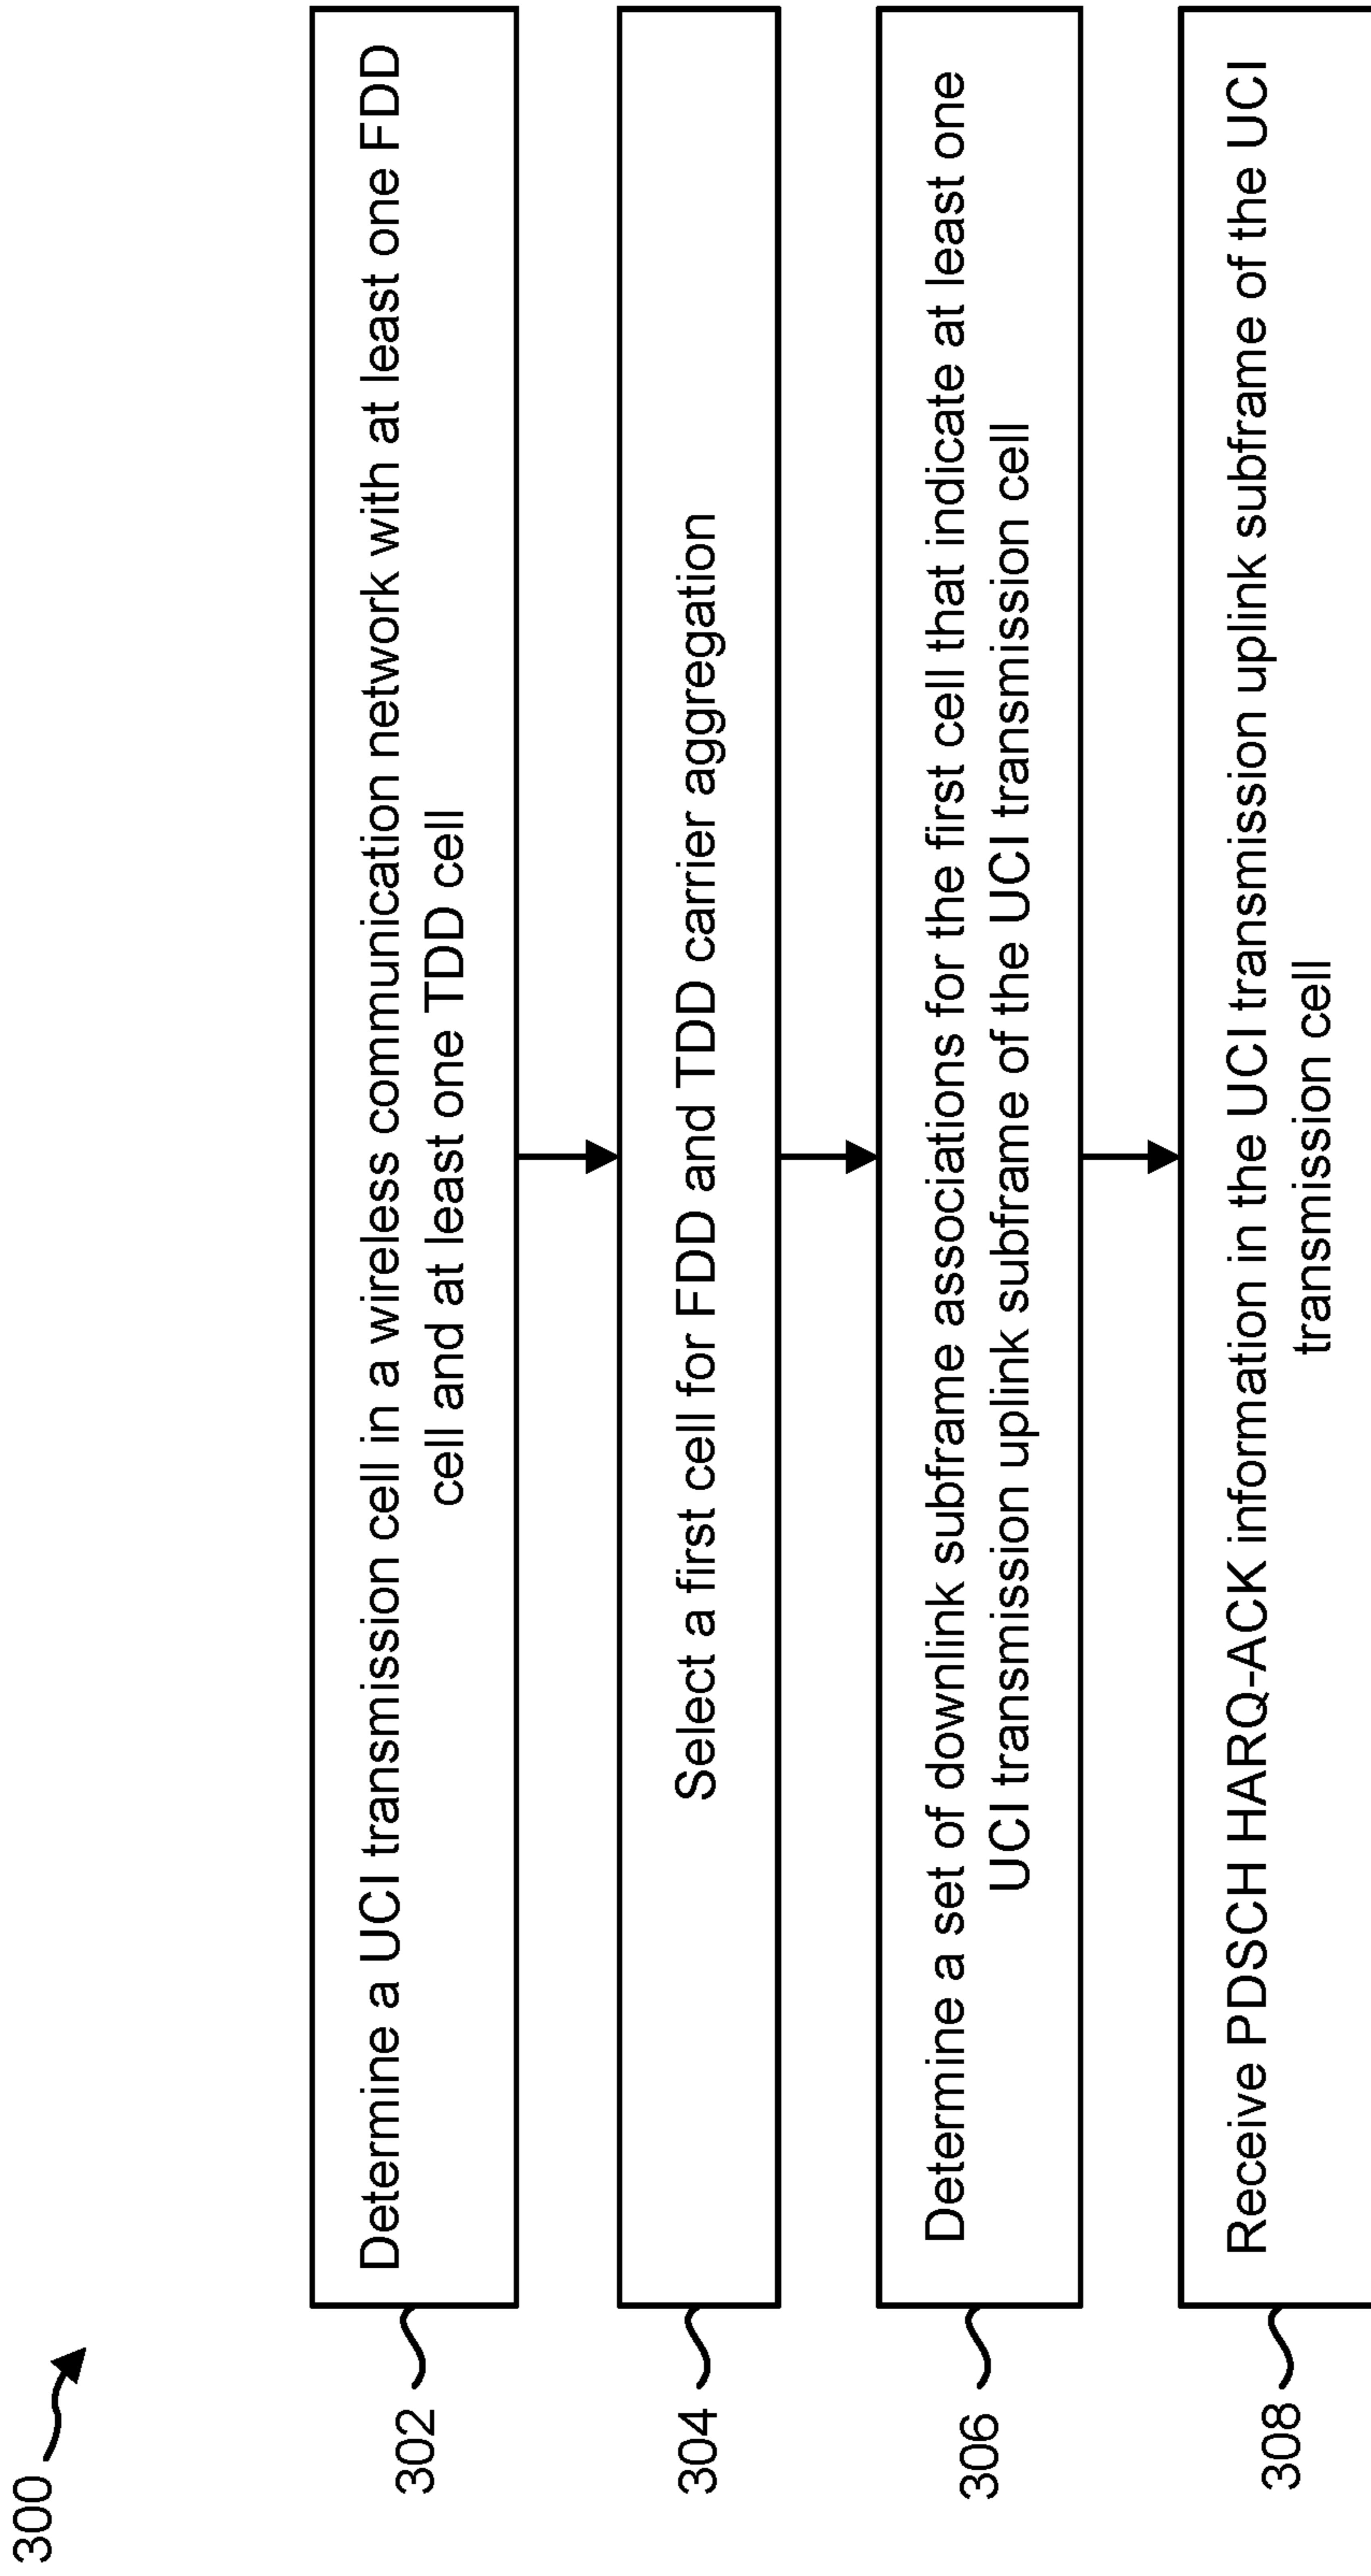 300
302
Determine a UCI transmission cell in a wireless communication network with at least one FDD
cell and at least one TDD cell
304
Select a first cell for FDD and TDD carrier aggregation
306
Determine a set of downlink subframe associations for the first cell that indicate at least one
UCI transmission uplink subframe of the UCI transmission cell
308
Receive PDSCH HARQ-ACK information in the UCI transmission uplink subframe of the UCI
transmission cell